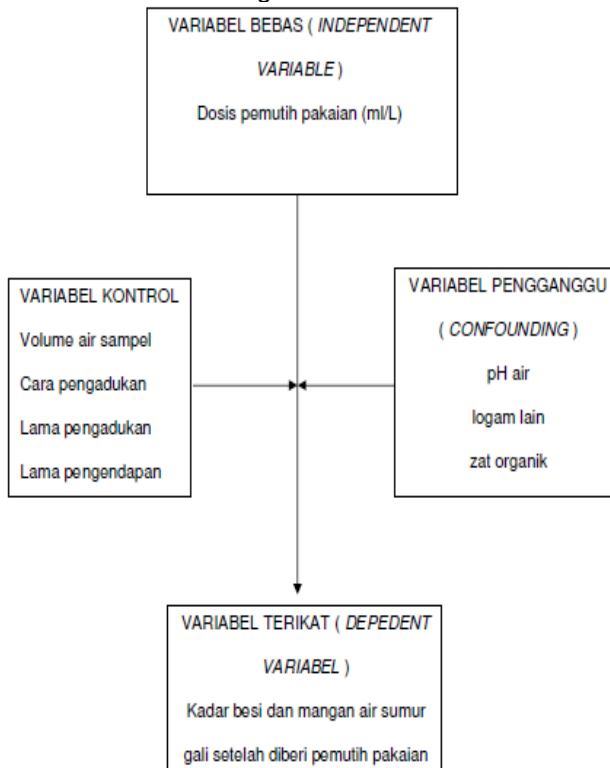 VARIABEL BEBAS ( INDEPENDENT
VARIABLE )
Dosis pemutih pakaian (ml/L)
VARIABEL KONTROL
Volume air sampel
Cara pengadukan
Lama pengadukan
Lama pengendapan
VARIABEL PENGGANGGU
( CONFOUNDING )
pH air
logam lain
zat organik
VARIABEL TERIKAT ( DEPEDENT
VARIABEL )
Kadar besi dan mangan air sumur
gali setelah diberi pemutih pakaian